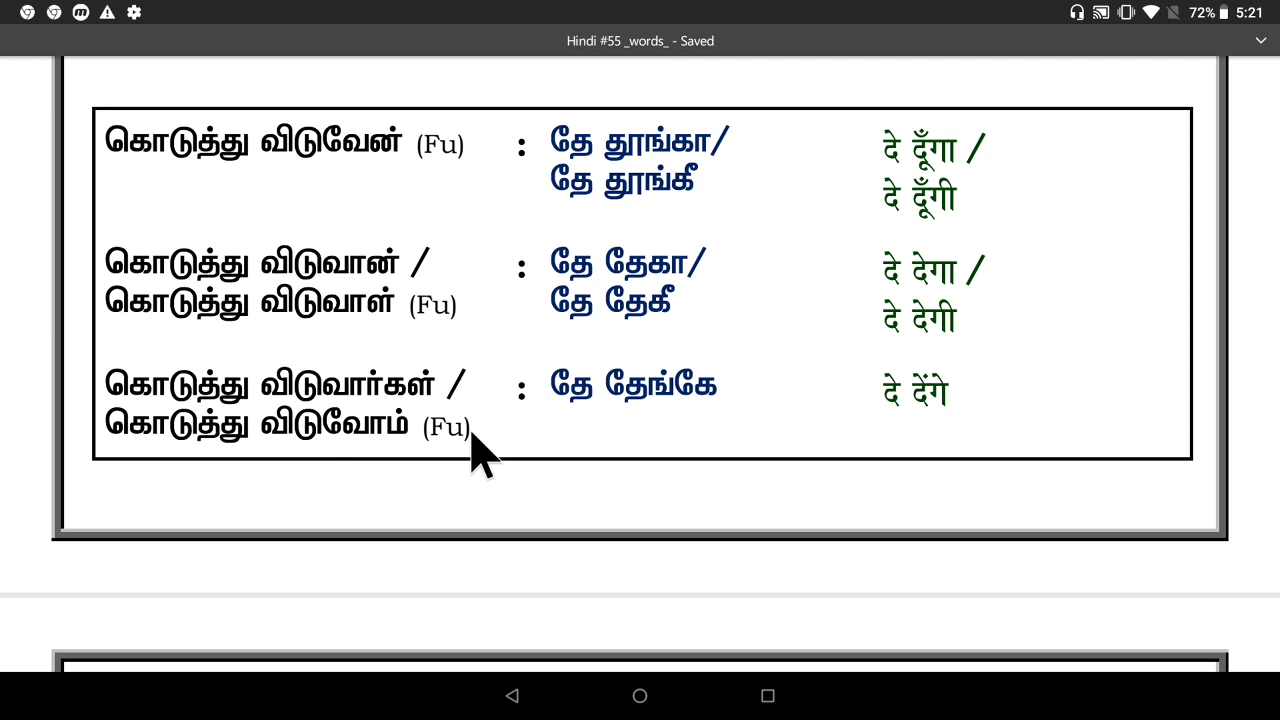 72% 5:21
Hindi #55 _words_ - Saved
கொடுத்து விடுவேன் (Fu) : தே தூங்கா/ दे दूँगा /
தே தூங்கீ दे दूँगी
கொடுத்து விடுவான் / : தே தேகா/ दे देगा /
கொடுத்து விடுவாள் (Fu) தே தேகீ दे देगी
கொடுத்து விடுவார்கள் / : தே தேங்கே दे देंगे
கொடுத்து விடுவோம் (Fu)